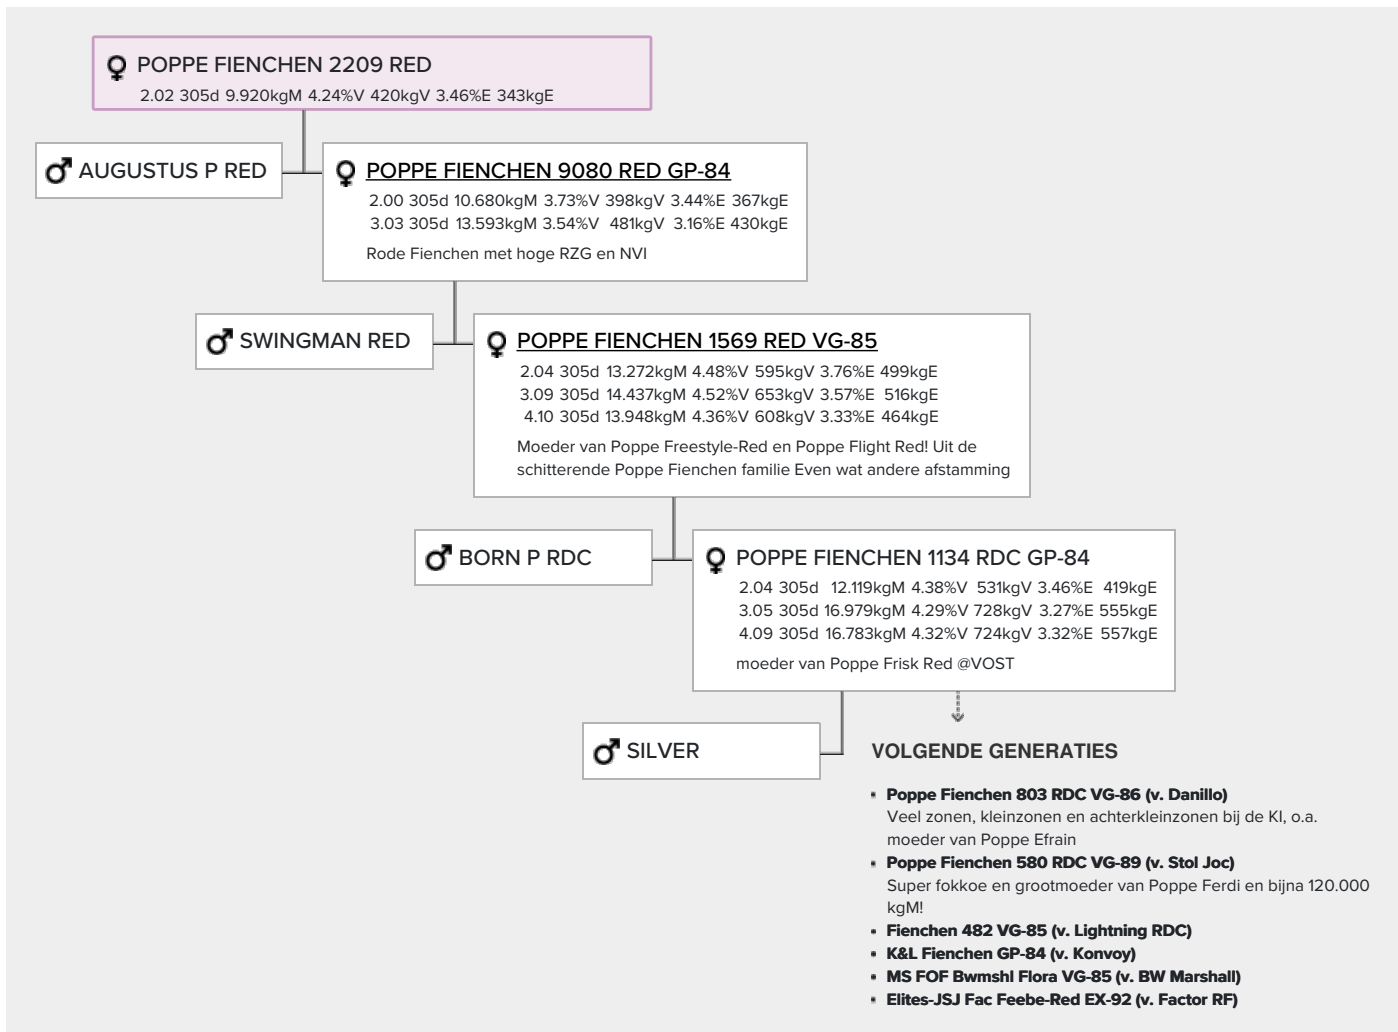 POPPE FIENCHEN 2209 RED
2.02 305d 9.920kgM 4.24%V 420kgV 3.46%E 343kgE
AUGUSTUS P RED
POPPE FIENCHEN 9080 RED GP-84
2.00 305d 10.680kgM 3.73%V 398kgV 3.44%E 367kgE
3.03 305d 13.593kgM 3.54%V 481kgV 3.16%E 430kgE
Rode Fienchen met hoge RZG en NVI
SWINGMAN RED
POPPE FIENCHEN 1569 RED VG-85
2.04 305d 13.272kgM 4.48%V 595kgV 3.76%E 499kgE
3.09 305d 14.437kgM 4.52%V 653kgV 3.57%E 516kgE
4.10 305d 13.948kgM 4.36%V 608kgV 3.33%E 464kgE
Moeder van Poppe Freestyle-Red en Poppe Flight Red! Uit de
schitterende Poppe Fienchen familie Even wat andere afstamming
BORN P RDC
POPPE FIENCHEN 1134 RDC GP-84
2.04 305d 12.119kgM 4.38%V 531kgV 3.46%E 419kgE
3.05 305d 16.979kgM 4.29%V 728kgV 3.27%E 555kgE
4.09 305d 16.783kgM 4.32%V 724kgV 3.32%E 557kgE
moeder van Poppe Frisk Red @VOST
SILVER
VOLGENDE GENERATIES
Poppe Fienchen 803 RDC VG-86 (v. Danillo)
Veel zonen, kleinzonen en achterkleinzonen bij de KI, o.a.
moeder van Poppe Efrain
Poppe Fienchen 580 RDC VG-89 (v. Stol Joc)
Super fokkoe en grootmoeder van Poppe Ferdi en bijna 120.000
kgM!
Fienchen 482 VG-85 (v. Lightning RDC)
K&L Fienchen GP-84 (v. Konvoy)
MS FOF Bwmshl Flora VG-85 (v. BW Marshall)
Elites-JSJ Fac Feebe-Red EX-92 (v. Factor RF)